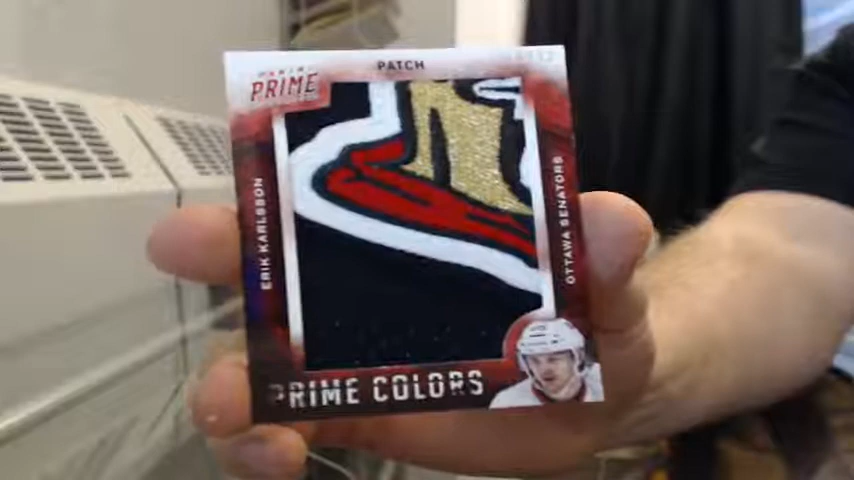 PANINI
PRIME
PATCH
ERIK KARLSSON
OTTAWA SENATORS
PRIME COLORS